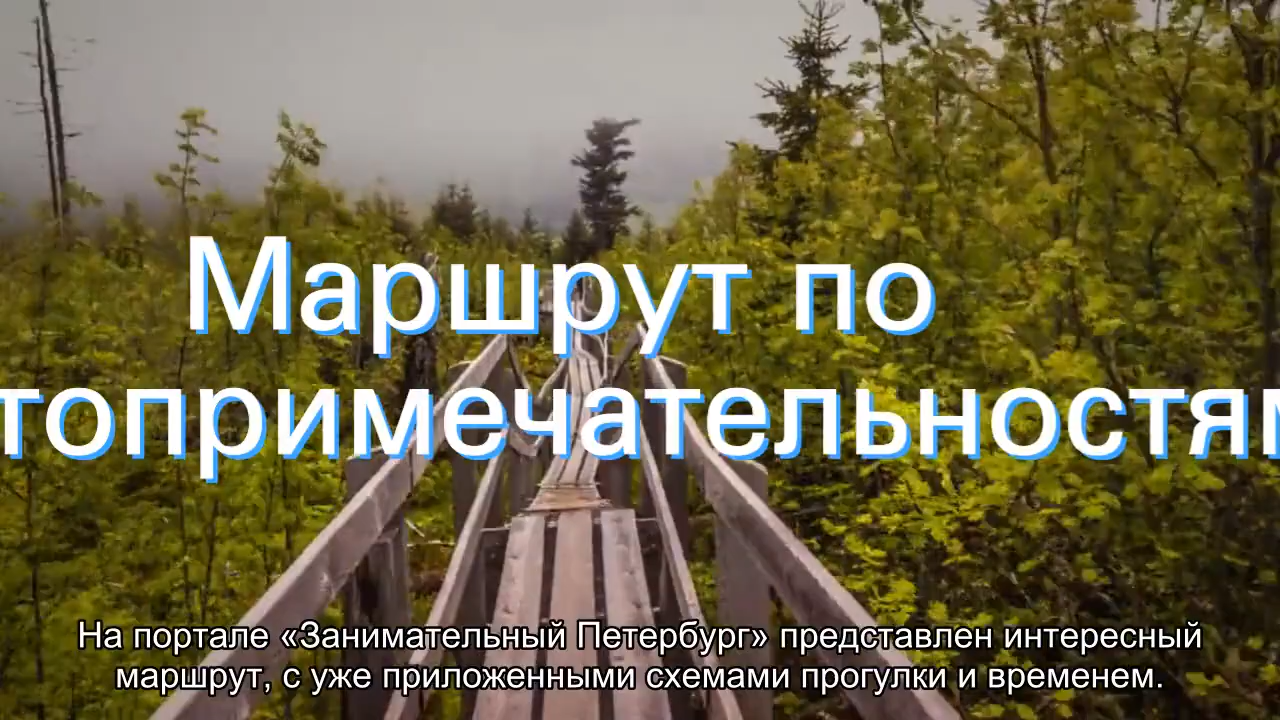 Маршрут по
топримечательностям
На портале «Занимательный Петербург» представлен интересный
маршрут, с уже приложенными схемами прогулки и временем.